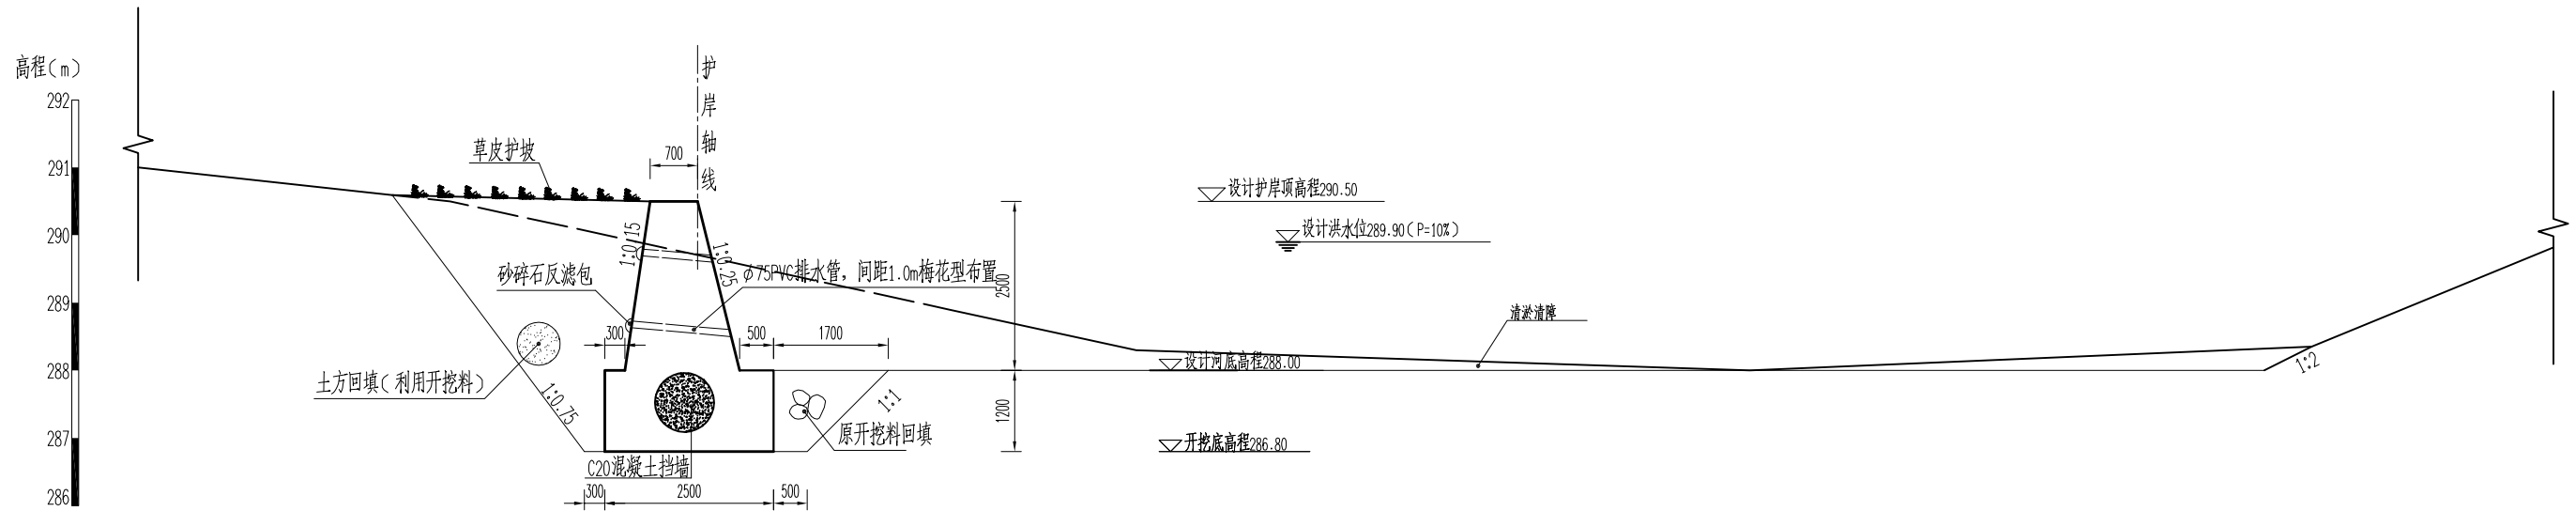 高程(m)
292
291
290
289
288
287
286
护岸轴线
700
草皮护坡
设计护岸顶高程290.50
设计洪水位289.90(P=10%)
1:0.15
1:0.25
砂碎石反滤包
ϕ75PVC排水管，间距1.0m梅花型布置
2500
清淤清障
300
500
1700
设计河底高程288.00
1:2
土方回填(利用开挖料)
1:0.75
1:1
1200
原开挖料回填
开挖底高程286.80
C20混凝土挡墙
300
2500
500